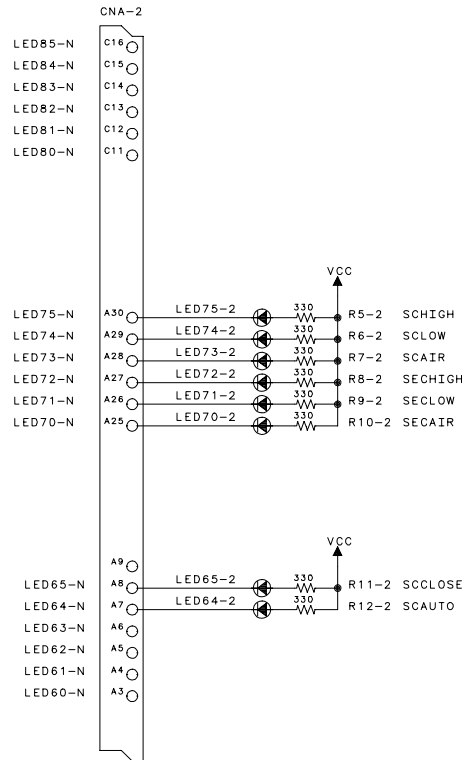 CNA-2
LED85-N C16
LED84-N C15
LED83-N C14
LED82-N C13
LED81-N C12
LED80-N C11
VCC
LED75-N A30 LED75-2 330 R5-2 SCHIGH
LED74-N A29 LED74-2 330 R6-2 SCLOW
LED73-N A28 LED73-2 330 R7-2 SCAIR
LED72-N A27 LED72-2 330 R8-2 SECHIGH
LED71-N A26 LED71-2 330 R9-2 SECLOW
LED70-N A25 LED70-2 330 R10-2 SECAIR
VCC
A9
LED65-N A8 LED65-2 330 R11-2 SCCLOSE
LED64-N A7 LED64-2 330 R12-2 SCAUTO
LED63-N A6
LED62-N A5
LED61-N A4
LED60-N A3